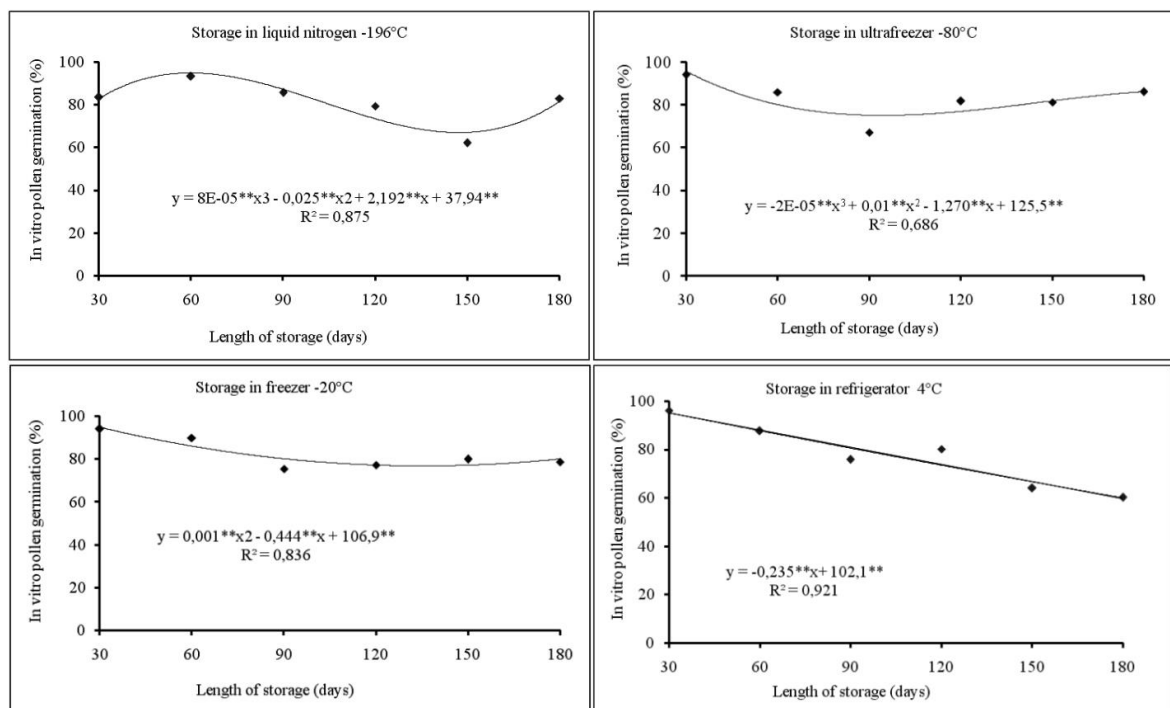 Storage in liquid nitrogen -196°C
In vitro pollen germination (%)
100
80
60
40
20
0
y = 8E-05**x3 - 0,025**x2 + 2,192**x + 37,94**
R² = 0,875
30 60 90 120 150 180
Length of storage (days)
Storage in ultrafreezer -80°C
In vitro pollen germination (%)
100
80
60
40
20
0
y = -2E-05**x³ + 0,01**x² - 1,270**x + 125,5**
R² = 0,686
30 60 90 120 150 180
Length of storage (days)
Storage in freezer -20°C
In vitro pollen germination (%)
100
80
60
40
20
0
y = 0,001**x2 - 0,444**x + 106,9**
R² = 0,836
30 60 90 120 150 180
Length of storage (days)
Storage in refrigerator 4°C
In vitro pollen germination (%)
100
80
60
40
20
0
y = -0,235**x+ 102,1**
R² = 0,921
30 60 90 120 150 180
Length of storage (days)